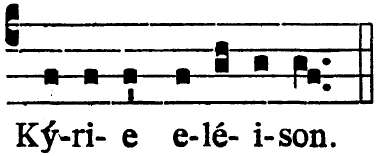 Ký-ri- e e-lé- i-son.